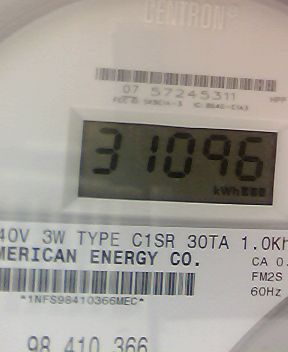 CENTRON®
07 57245311
31096
kWh
40V 3W TYPE C1SR 30TA 1.0Kh
MERICAN ENERGY CO.
CA 0.
FM2S
60Hz
*1NFS98410366MEC*
98 410 366